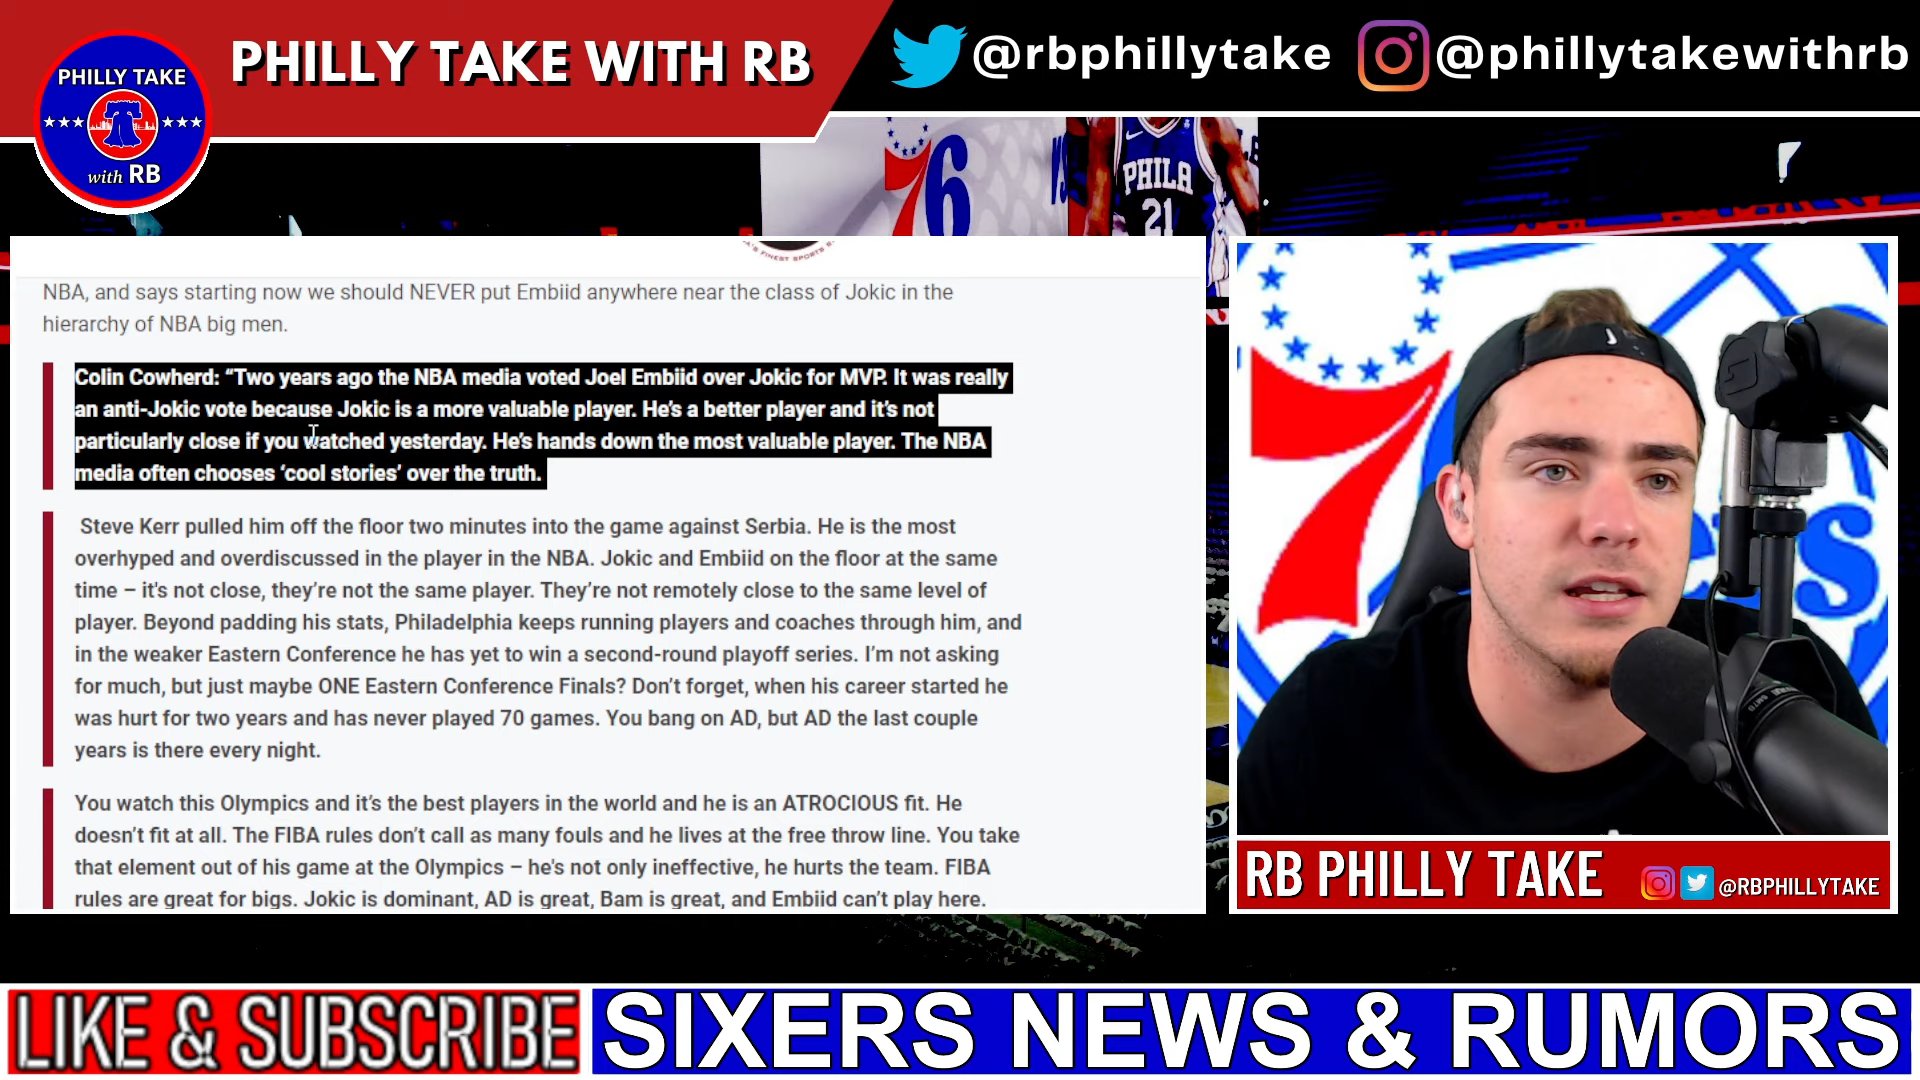 PHILLY TAKE
with RB
PHILLY TAKE WITH RB
@rbphillytake
@phillytakewithrb
76
PHILA
21
NBA, and says starting now we should NEVER put Embiid anywhere near the class of Jokic in the
hierarchy of NBA big men.
Colin Cowherd: “Two years ago the NBA media voted Joel Embiid over Jokic for MVP. It was really
an anti-Jokic vote because Jokic is a more valuable player. He’s a better player and it’s not
particularly close if you watched yesterday. He’s hands down the most valuable player. The NBA
media often chooses ‘cool stories’ over the truth.
Steve Kerr pulled him off the floor two minutes into the game against Serbia. He is the most
overhyped and overdiscussed in the player in the NBA. Jokic and Embiid on the floor at the same
time – it's not close, they’re not the same player. They’re not remotely close to the same level of
player. Beyond padding his stats, Philadelphia keeps running players and coaches through him, and
in the weaker Eastern Conference he has yet to win a second-round playoff series. I’m not asking
for much, but just maybe ONE Eastern Conference Finals? Don’t forget, when his career started he
was hurt for two years and has never played 70 games. You bang on AD, but AD the last couple
years is there every night.
You watch this Olympics and it’s the best players in the world and he is an ATROCIOUS fit. He
doesn’t fit at all. The FIBA rules don’t call as many fouls and he lives at the free throw line. You take
that element out of his game at the Olympics – he's not only ineffective, he hurts the team. FIBA
rules are great for bigs. Jokic is dominant, AD is great, Bam is great, and Embiid can’t play here.
7
ers
RB PHILLY TAKE
@RBPHILLYTAKE
LIKE & SUBSCRIBE
SIXERS NEWS & RUMORS